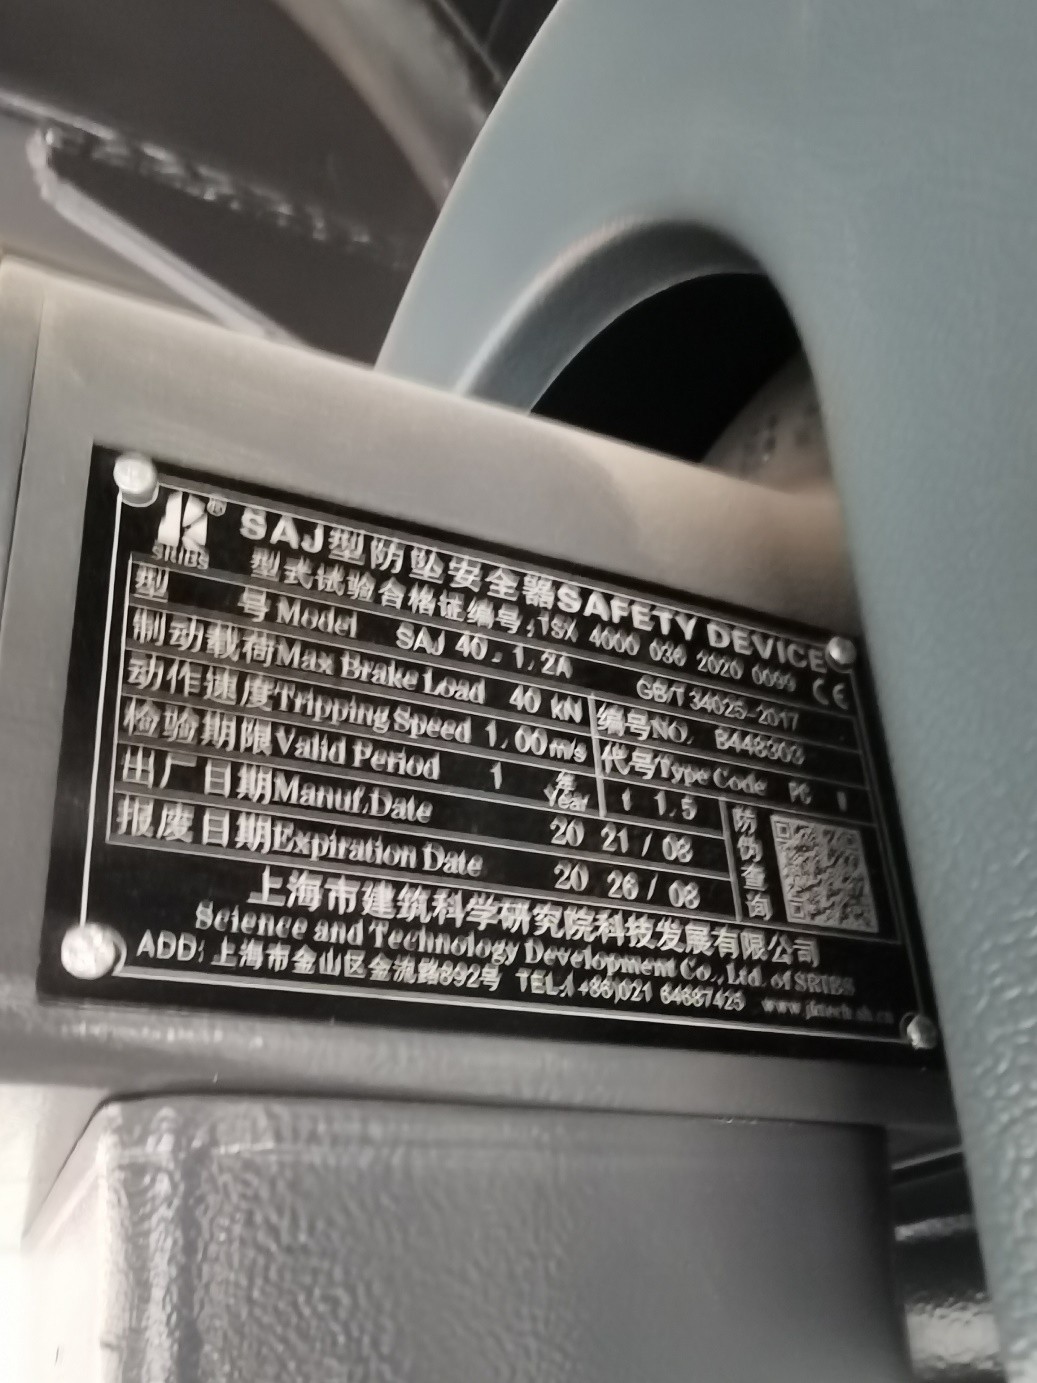 SRIBS ® SAJ型防坠安全器SAFETY DEVICE
型式试验合格证编号:TSX 4000 036 2020 0099 CE
型 号Model SAJ 40-1.2A GB/T 34025-2017
制动载荷Max Brake Load 40 kN 编号NO. B448303
动作速度Tripping Speed 1.00m/s 代号Type Code PC
检验期限Valid Period 1 年 Year t 1.5 防伪查询
出厂日期Manuf.Date 20 21 / 08
报废日期Expiration Date 20 26 / 08
上海市建筑科学研究院科技发展有限公司
Science and Technology Development Co., Ltd. of SRIBS
ADD:上海市金山区金流路892号 TEL:(+86)021 64687425